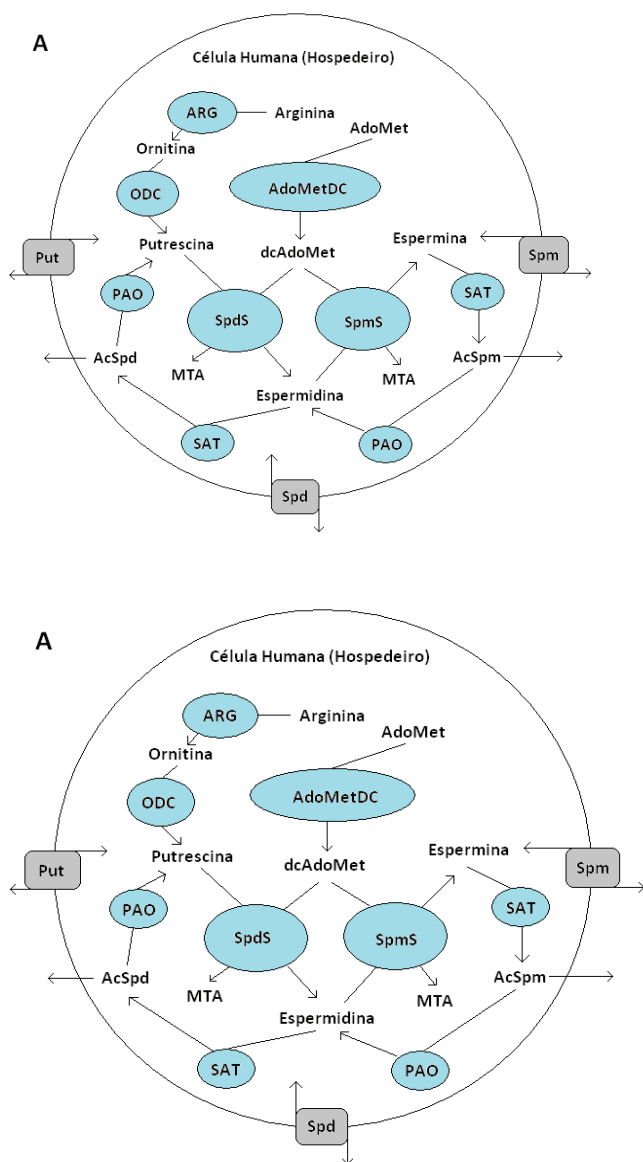 A
Célula Humana (Hospedeiro)
ARG
Arginina
AdoMet
Ornitina
ODC
AdoMetDC
Putrescina
dcAdoMet
Espermina
Put
Spm
PAO
SpdS
SpmS
SAT
AcSpd
MTA
MTA
AcSpm
Espermidina
SAT
PAO
Spd
A
Célula Humana (Hospedeiro)
ARG
Arginina
AdoMet
Ornitina
ODC
AdoMetDC
Putrescina
dcAdoMet
Espermina
Put
Spm
PAO
SpdS
SpmS
SAT
AcSpd
MTA
MTA
AcSpm
Espermidina
SAT
PAO
Spd